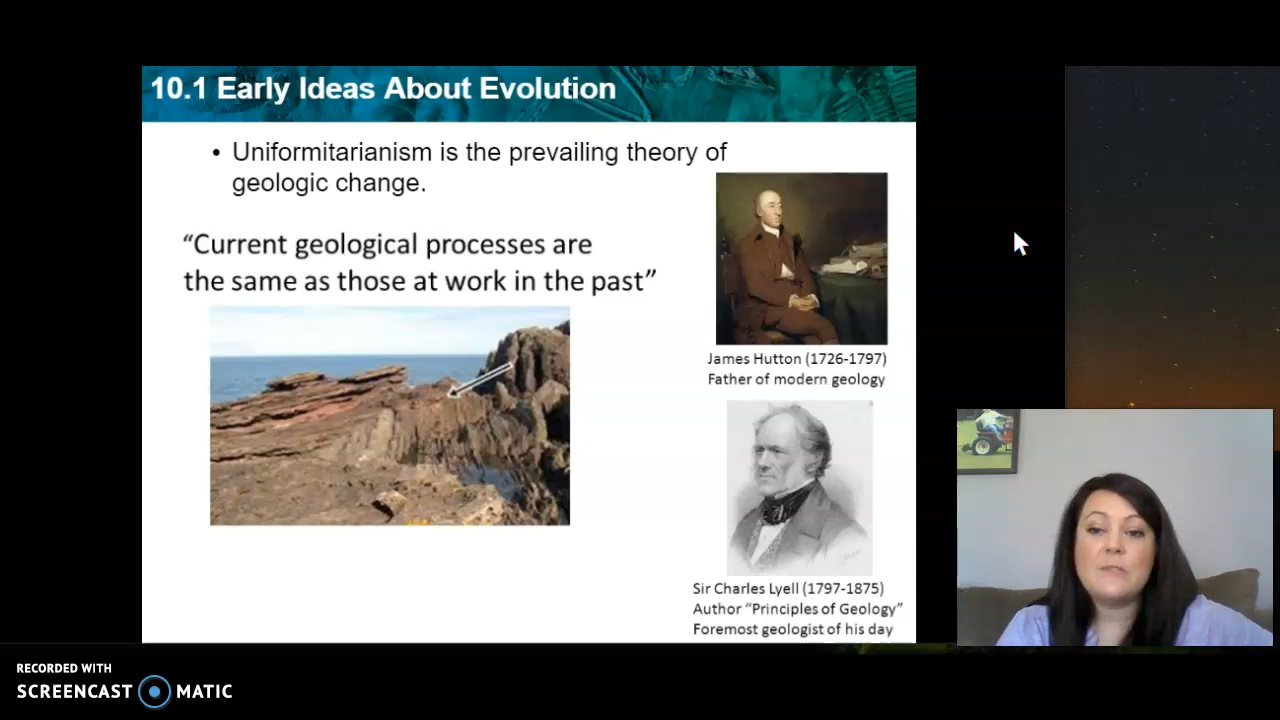 10.1 Early Ideas About Evolution
• Uniformitarianism is the prevailing theory of
geologic change.
“Current geological processes are
the same as those at work in the past”
James Hutton (1726-1797)
Father of modern geology
Sir Charles Lyell (1797-1875)
Author “Principles of Geology”
Foremost geologist of his day
RECORDED WITH
SCREENCAST MATIC